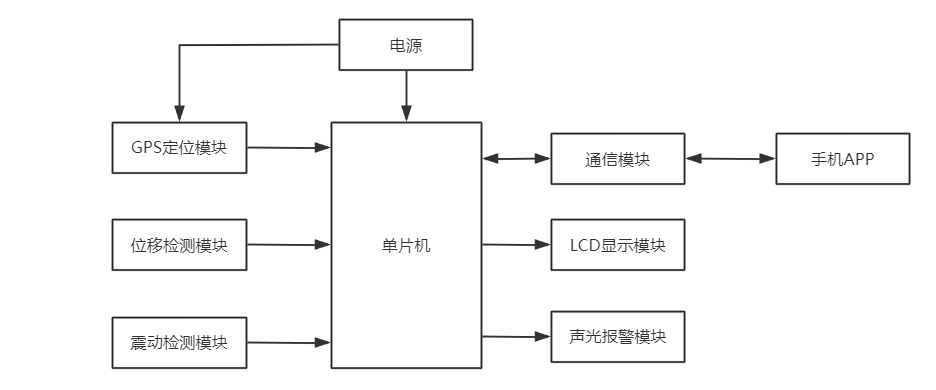 电源
GPS定位模块
通信模块
手机APP
位移检测模块
单片机
LCD显示模块
震动检测模块
声光报警模块